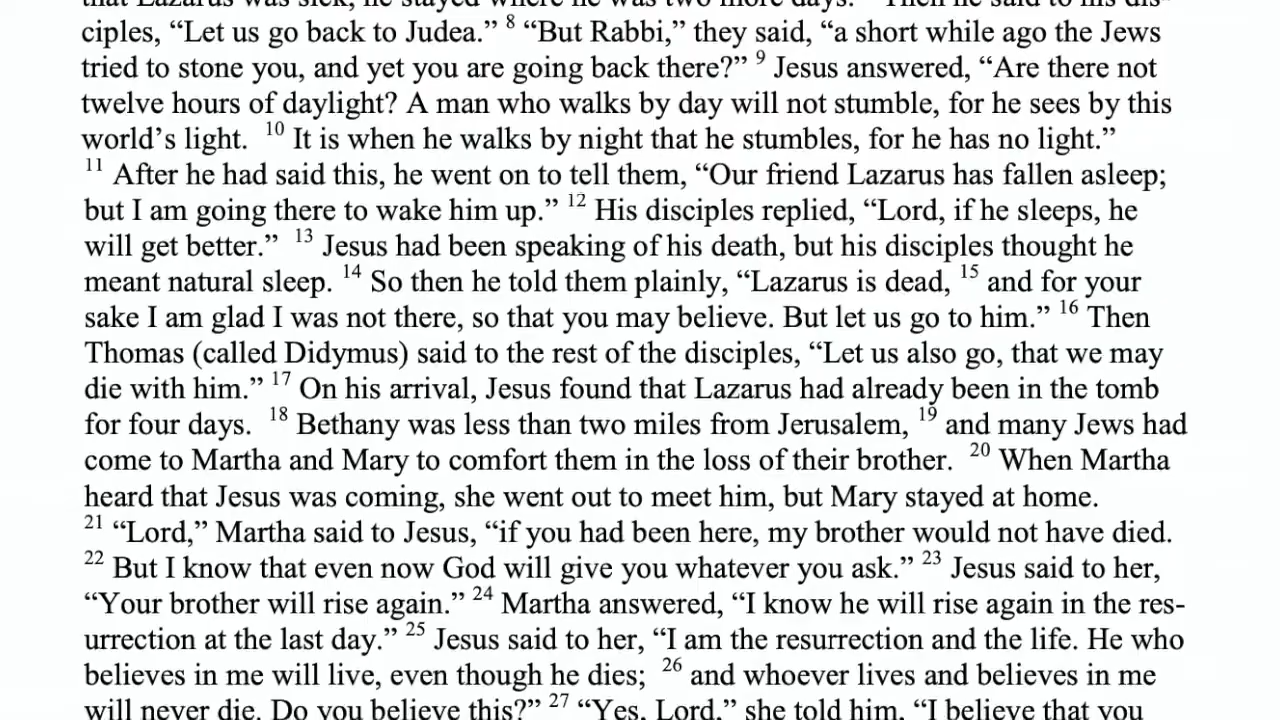 that Lazarus was sick, he stayed where he was two more days. Then he said to his dis-
ciples, “Let us go back to Judea.” 8 “But Rabbi,” they said, “a short while ago the Jews
tried to stone you, and yet you are going back there?” 9 Jesus answered, “Are there not
twelve hours of daylight? A man who walks by day will not stumble, for he sees by this
world’s light. 10 It is when he walks by night that he stumbles, for he has no light.”
11 After he had said this, he went on to tell them, “Our friend Lazarus has fallen asleep;
but I am going there to wake him up.” 12 His disciples replied, “Lord, if he sleeps, he
will get better.” 13 Jesus had been speaking of his death, but his disciples thought he
meant natural sleep. 14 So then he told them plainly, “Lazarus is dead, 15 and for your
sake I am glad I was not there, so that you may believe. But let us go to him.” 16 Then
Thomas (called Didymus) said to the rest of the disciples, “Let us also go, that we may
die with him.” 17 On his arrival, Jesus found that Lazarus had already been in the tomb
for four days. 18 Bethany was less than two miles from Jerusalem, 19 and many Jews had
come to Martha and Mary to comfort them in the loss of their brother. 20 When Martha
heard that Jesus was coming, she went out to meet him, but Mary stayed at home.
21 “Lord,” Martha said to Jesus, “if you had been here, my brother would not have died.
22 But I know that even now God will give you whatever you ask.” 23 Jesus said to her,
“Your brother will rise again.” 24 Martha answered, “I know he will rise again in the res-
urrection at the last day.” 25 Jesus said to her, “I am the resurrection and the life. He who
believes in me will live, even though he dies; 26 and whoever lives and believes in me
will never die. Do you believe this?” 27 “Yes, Lord,” she told him, “I believe that you